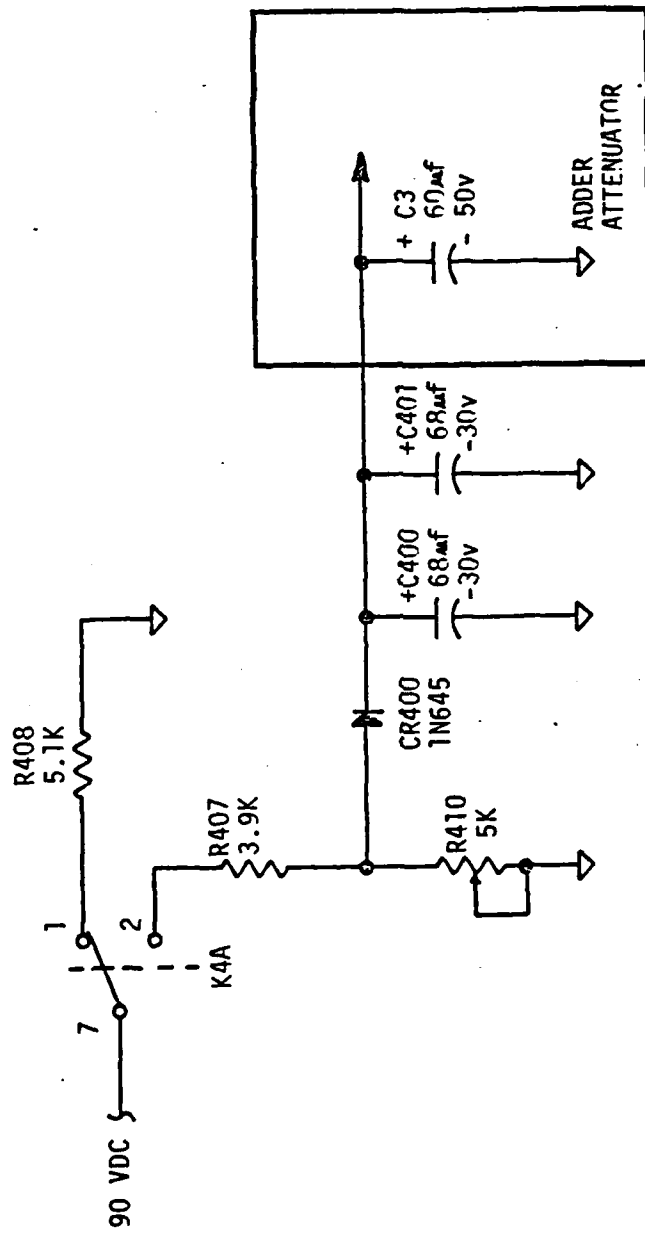 90 VDC
7
1
2
K4A
R408
5.1K
R407
3.9K
R410
5K
CR400
1N645
+C400
68µf
-30v
+C401
68µf
-30v
+ C3
60µf
- 50v
ADDER
ATTENUATOR